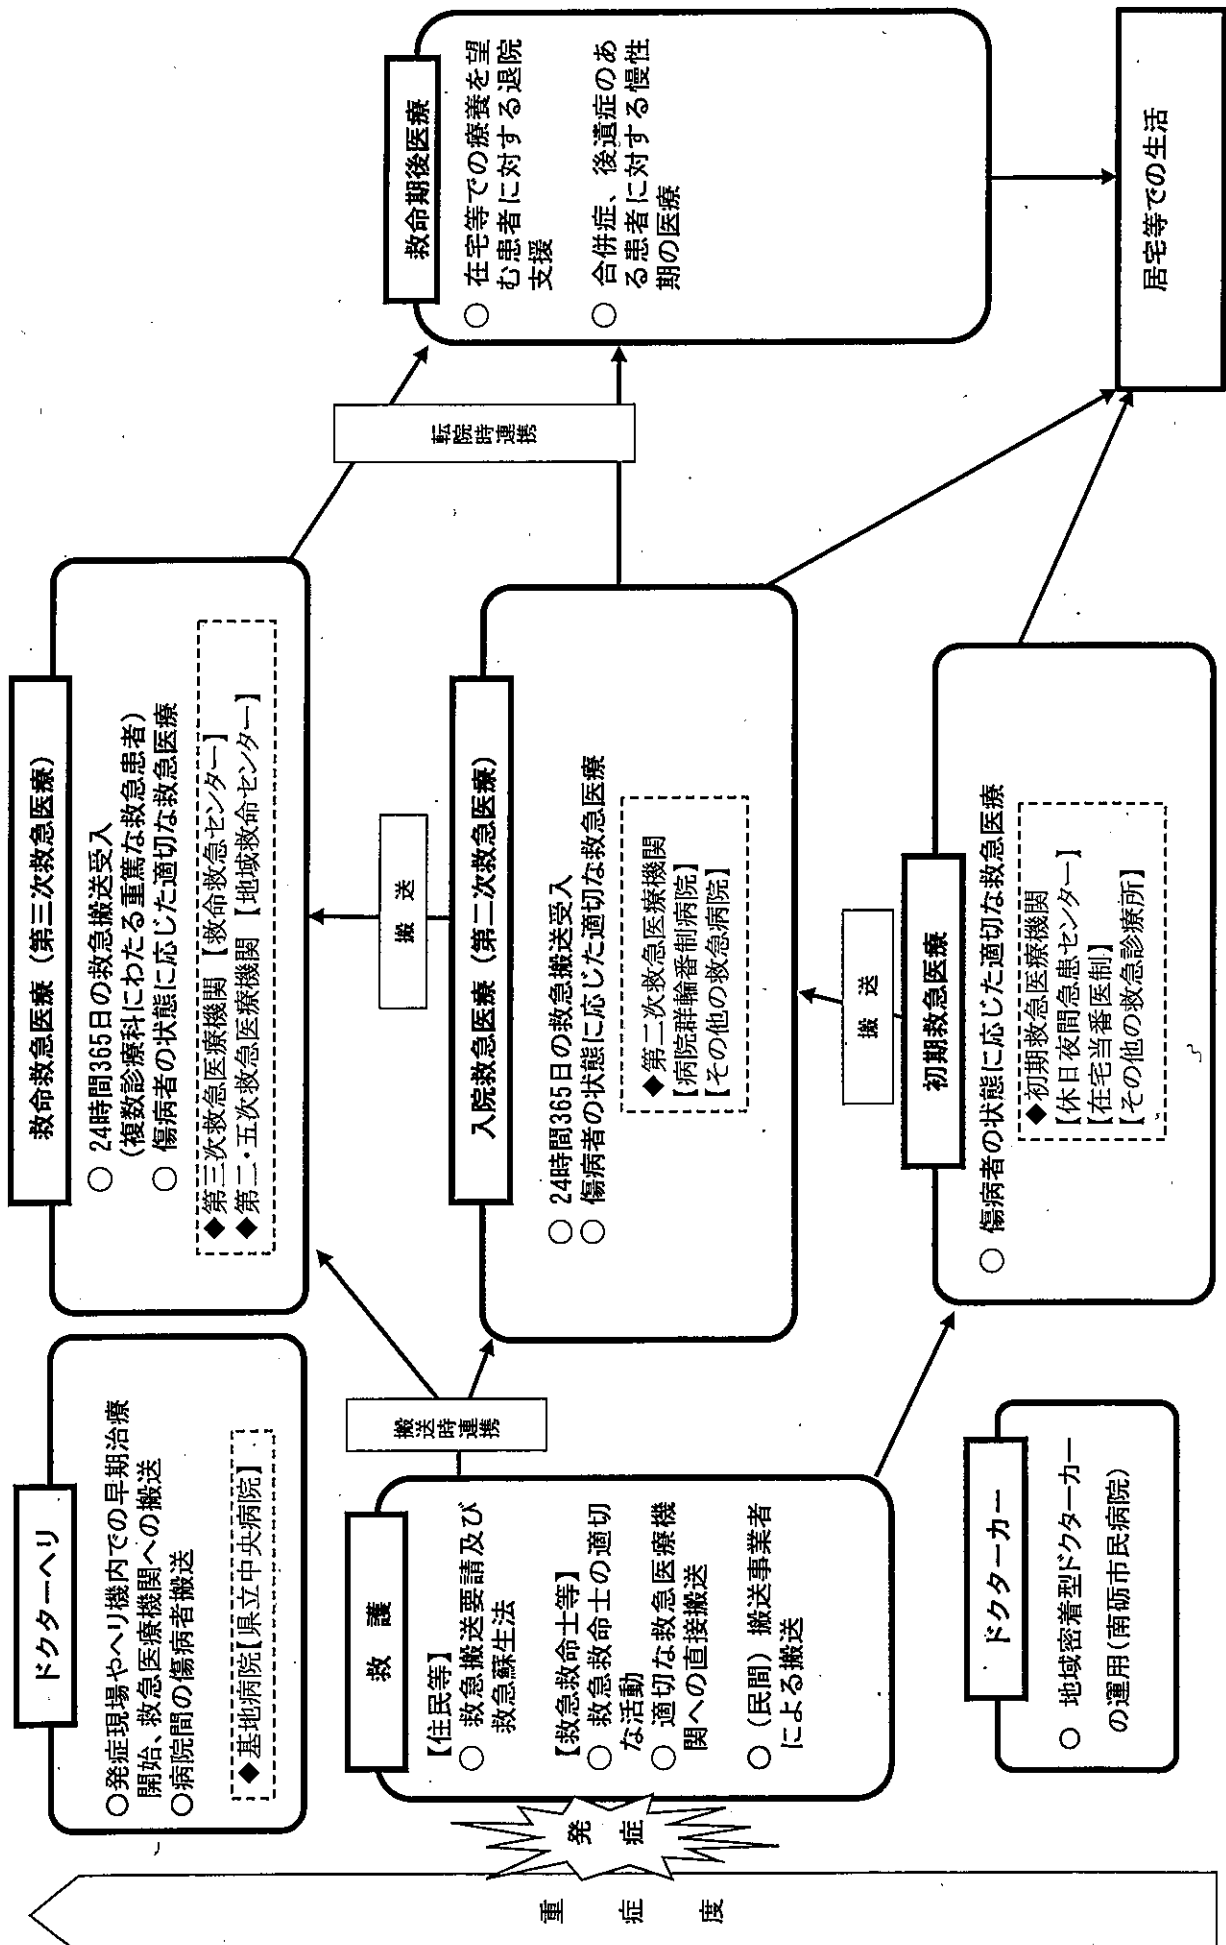 重症度
発症
ドクターヘリ
○発症現場やヘリ機内での早期治療
開始、救急医療機関への搬送
○病院間の傷病者搬送
◆基地病院【県立中央病院】
救護
【住民等】
○ 救急搬送要請及び
救急蘇生法
【救急救命士等】
○ 救急救命士の適切
な活動
○ 適切な救急医療機
関への直接搬送
○ (民間) 搬送事業者
による搬送
ドクターカー
○ 地域密着型ドクターカー
の運用(南砺市民病院)
搬送時連携
救命救急医療 (第三次救急医療)
○ 24時間365日の救急搬送受入
(複数診療科にわたる重篤な救急患者)
○ 傷病者の状態に応じた適切な救急医療
◆第三次救急医療機関【救命救急センター】
◆第二・五次救急医療機関【地域救命センター】
搬送
入院救急医療 (第二次救急医療)
○ 24時間365日の救急搬送受入
○ 傷病者の状態に応じた適切な救急医療
◆第二次救急医療機関
【病院群輪番制病院】
【その他の救急病院】
搬送
初期救急医療
○ 傷病者の状態に応じた適切な救急医療
◆初期救急医療機関
【休日夜間急患センター】
【在宅当番医制】
【その他の救急診療所】
転院時連携
救命期後医療
○ 在宅等での療養を望
む患者に対する退院
支援
○ 合併症、後遺症のあ
る患者に対する慢性
期の医療
居宅等での生活